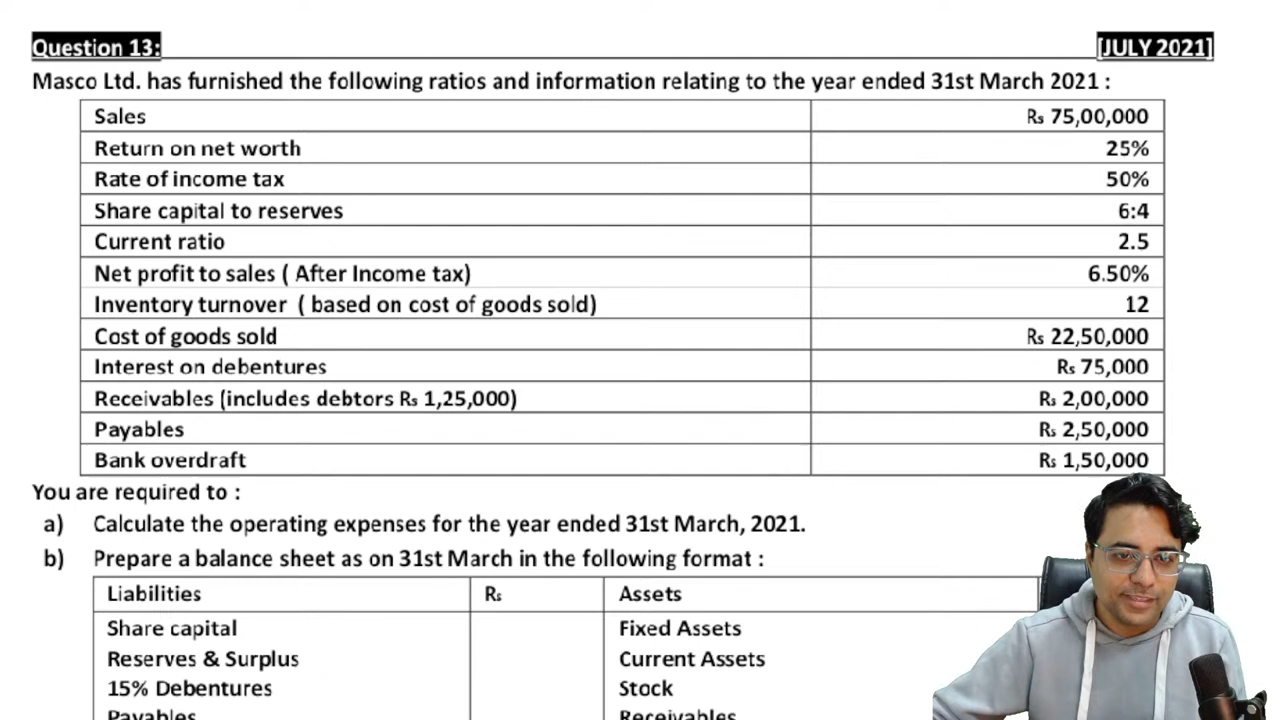 Question 13: [JULY 2021]
Masco Ltd. has furnished the following ratios and information relating to the year ended 31st March 2021 :
Sales Rs 75,00,000
Return on net worth 25%
Rate of income tax 50%
Share capital to reserves 6:4
Current ratio 2.5
Net profit to sales ( After Income tax) 6.50%
Inventory turnover ( based on cost of goods sold) 12
Cost of goods sold Rs 22,50,000
Interest on debentures Rs 75,000
Receivables (includes debtors Rs 1,25,000) Rs 2,00,000
Payables Rs 2,50,000
Bank overdraft Rs 1,50,000
You are required to :
a) Calculate the operating expenses for the year ended 31st March, 2021.
b) Prepare a balance sheet as on 31st March in the following format :
Liabilities Rs Assets
Share capital Fixed Assets
Reserves & Surplus Current Assets
15% Debentures Stock
Payables Receivables